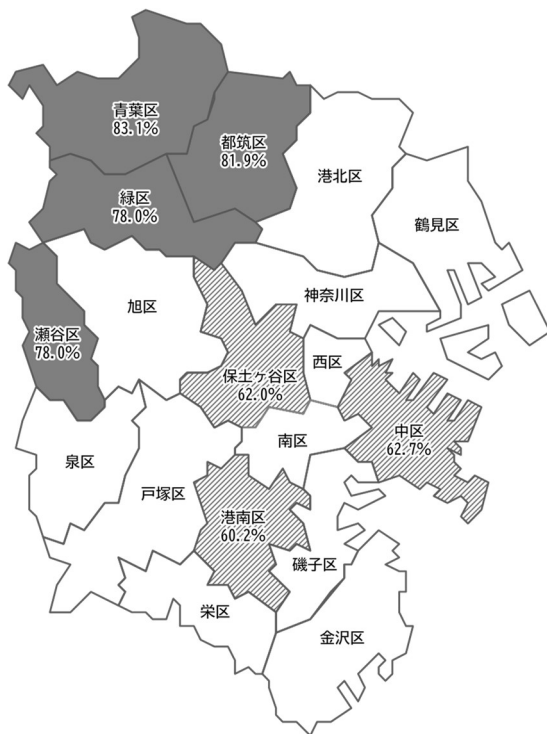 青葉区
83.1%
都筑区
81.9%
港北区
緑区
78.0%
鶴見区
旭区
神奈川区
瀬谷区
78.0%
西区
保土ヶ谷区
62.0%
中区
62.7%
南区
泉区
戸塚区
港南区
60.2%
磯子区
栄区
金沢区